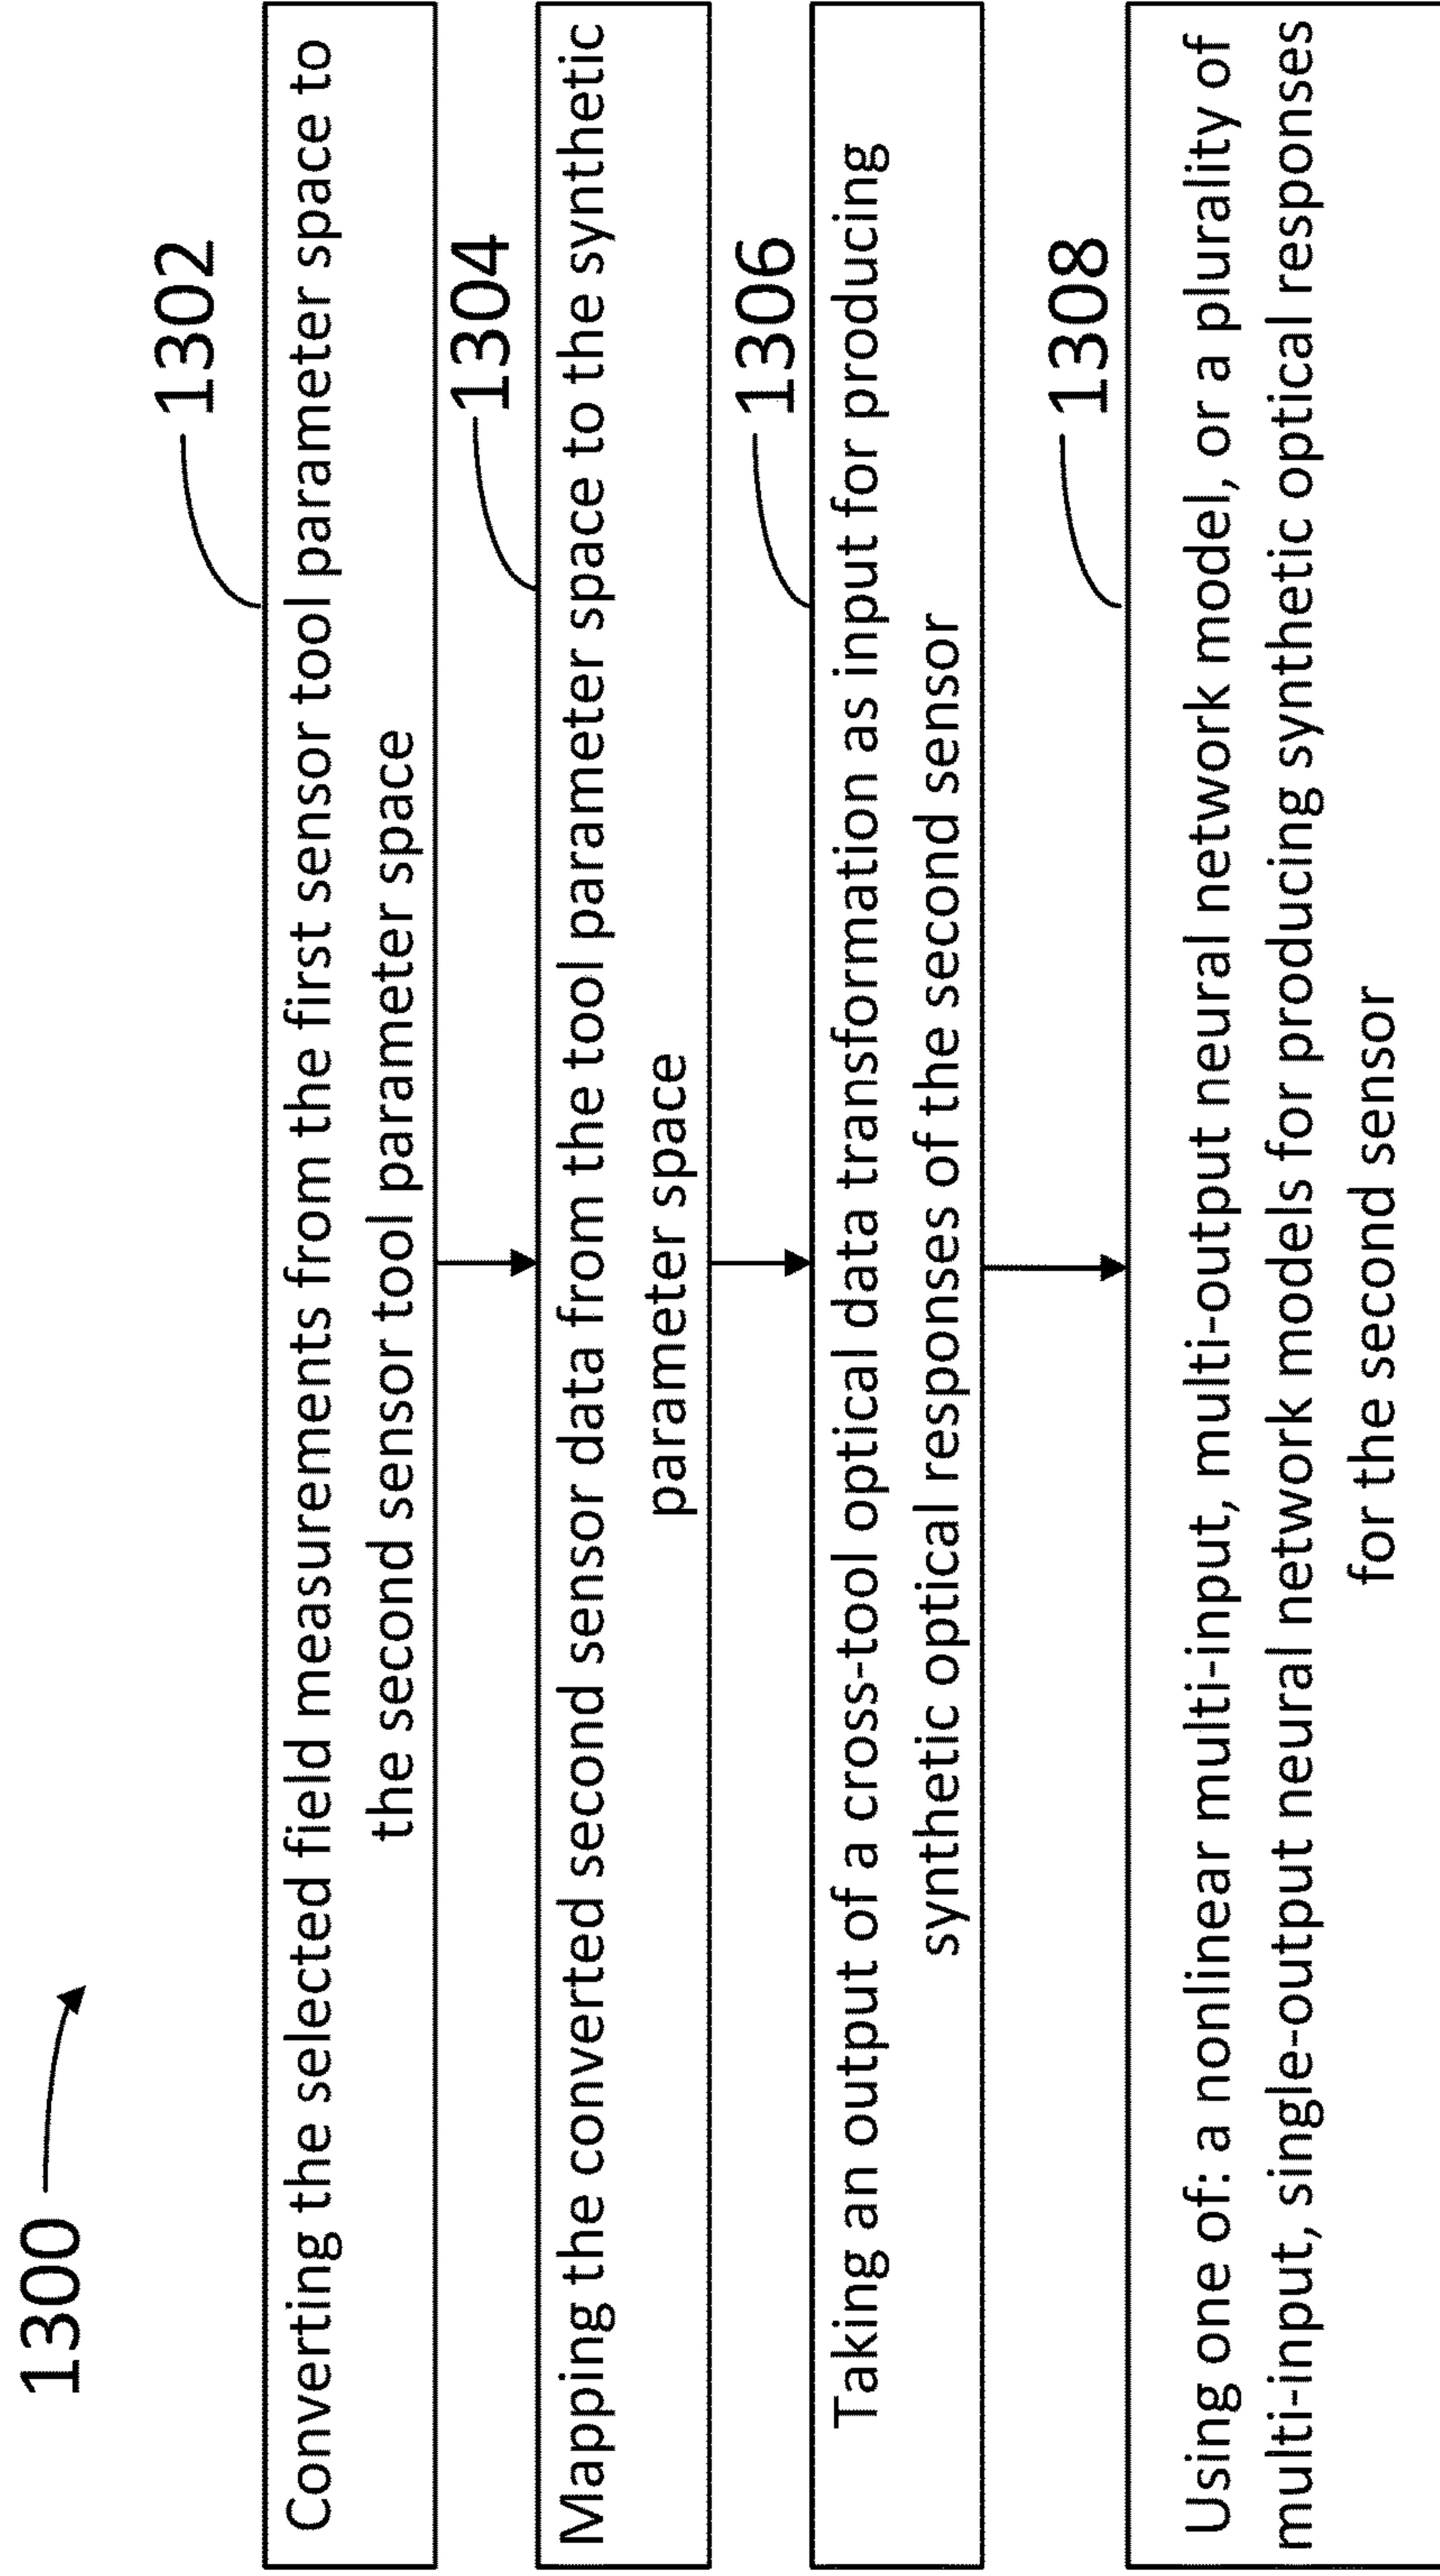 1300
1302
Converting the selected field measurements from the first sensor tool parameter space to
the second sensor tool parameter space
1304
Mapping the converted second sensor data from the tool parameter space to the synthetic
parameter space
1306
Taking an output of a cross-tool optical data transformation as input for producing
synthetic optical responses of the second sensor
1308
Using one of: a nonlinear multi-input, multi-output neural network model, or a plurality of
multi-input, single-output neural network models for producing synthetic optical responses
for the second sensor